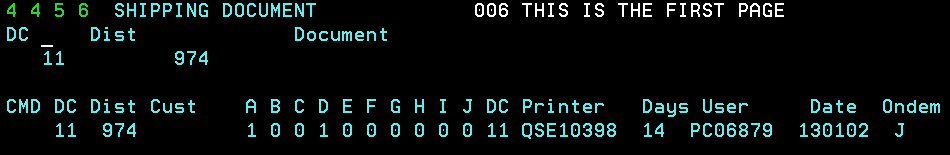 4 4 5 6 SHIPPING DOCUMENT 006 THIS IS THE FIRST PAGE
DC _ Dist Document
11 974
CMD DC Dist Cust A B C D E F G H I J DC Printer Days User Date Ondem
11 974 1 0 0 1 0 0 0 0 0 0 11 QSE10398 14 PC06879 130102 J